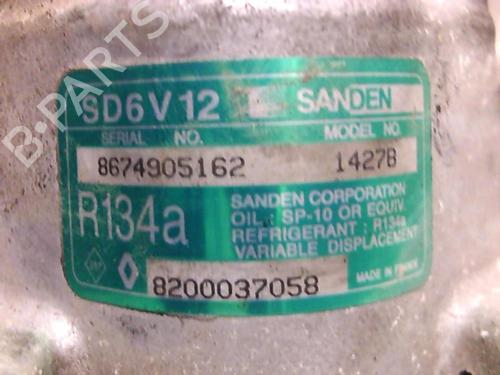 B-PARTS
SD6V12 SANDEN
SERIAL NO. MODEL NO.
8674905162 1427B
R134a
SANDEN CORPORATION
OIL : SP-10 OR EQUIV.
REFRIGERANT : R134a
VARIABLE DISPLACEMENT
MADE IN FRANCE
8200037058